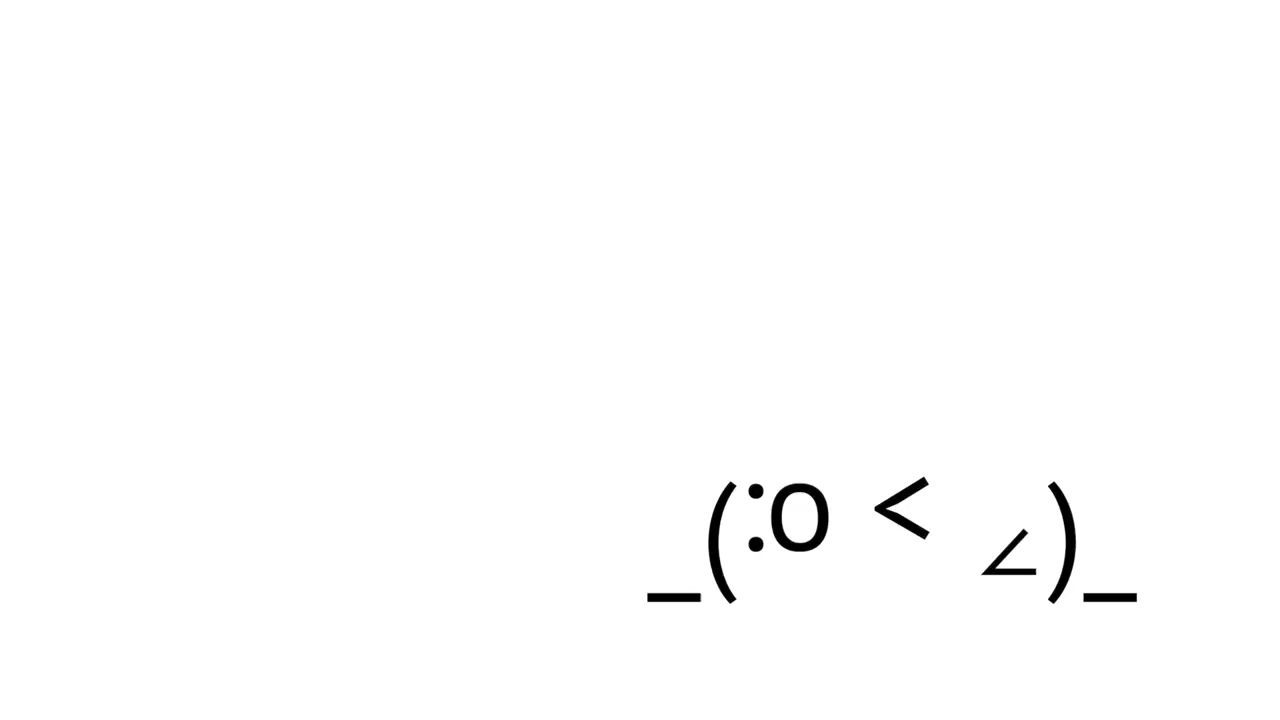 _(:o < ∠)_